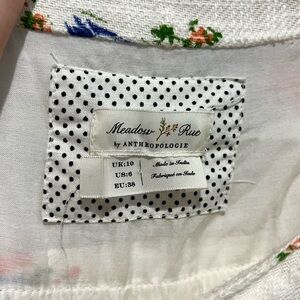 Meadow Rue
by ANTHROPOLOGIE
UK:10
US:6
EU:38
Made in India
Fabriqué en Inde